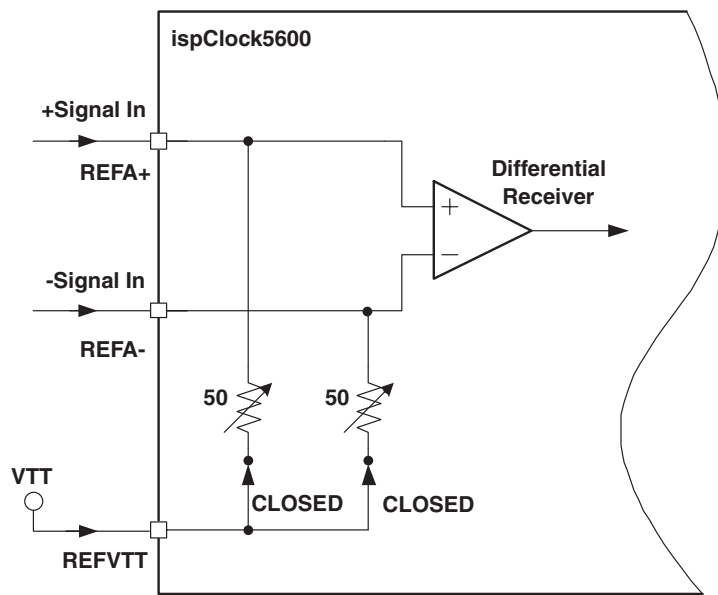 ispClock5600
+Signal In
REFA+
Differential
Receiver
+
−
-Signal In
REFA-
50
50
VTT
CLOSED
CLOSED
REFVTT